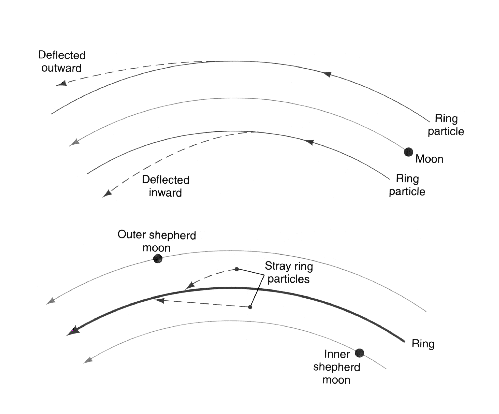 Deflected
outward
Ring
particle
Moon
Ring
particle
Deflected
inward
Outer shepherd
moon
Stray ring
particles
Ring
Inner
shepherd
moon